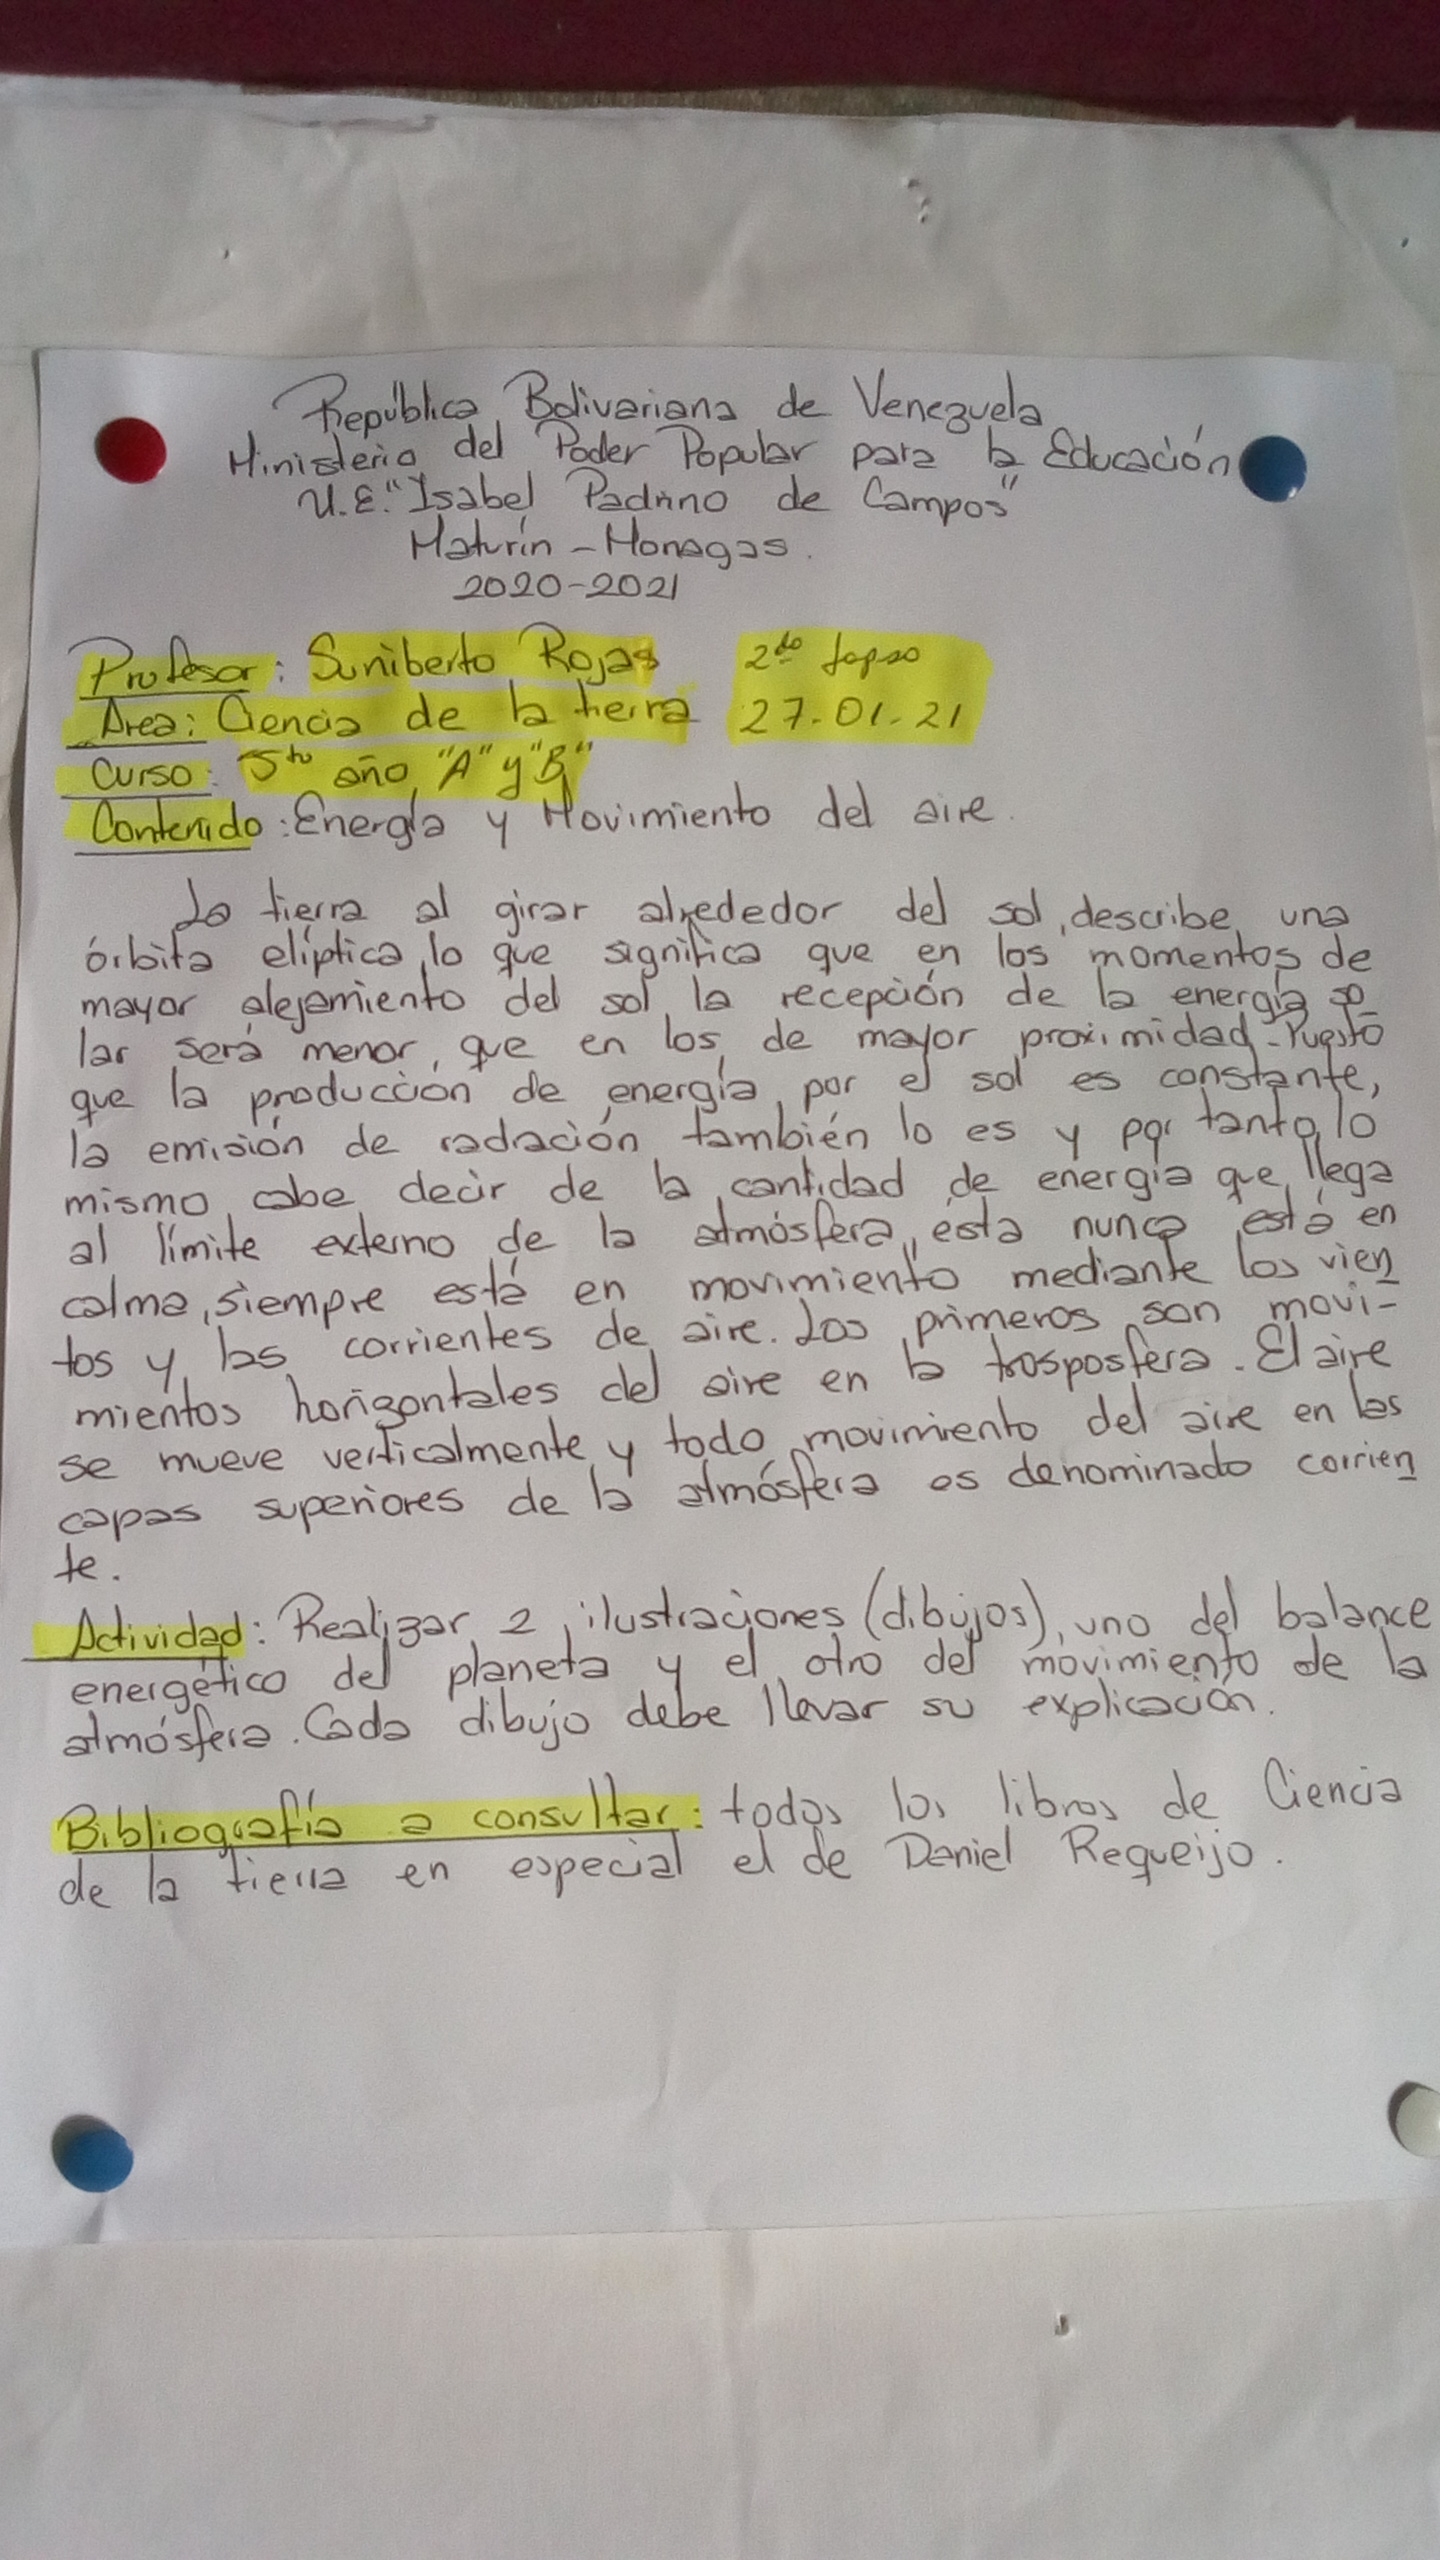 República Bolivariana de Venezuela
Ministerio del Poder Popular para la Educación
U.E. "Isabel Padrino de Campos"
Maturín - Monagas.
2020-2021
Profesor: Suniberto Rojas 2do lapso
Area: Ciencia de la tierra 27-01-21
Curso: 5to año "A" y "B"
Contenido: Energía y Movimiento del aire.
La tierra al girar alrededor del sol, describe una
órbita elíptica, lo que significa que en los momentos de
mayor alejamiento del sol, la recepción de la energía so
lar será menor, que en los de mayor proximidad. Puesto
que la producción de energía por el sol es constante,
la emisión de radiación también lo es y por tanto, lo
mismo cabe decir de la cantidad de energía que llega
al límite externo de la atmósfera, ésta nunca está en
calma, siempre está en movimiento mediante los vien
tos y las corrientes de aire. Los primeros son movi-
mientos horizontales del aire en la trosposfera. El aire
se mueve verticalmente y todo movimiento del aire en las
capas superiores de la atmósfera es denominado corrien
te.
Actividad: Realizar 2 ilustraciones (dibujos), uno del balance
energético del planeta y el otro del movimiento de la
atmósfera. Cada dibujo debe llevar su explicación.
Bibliografía a consultar: todos los libros de Ciencia
de la tierra en especial el de Daniel Requeijo.